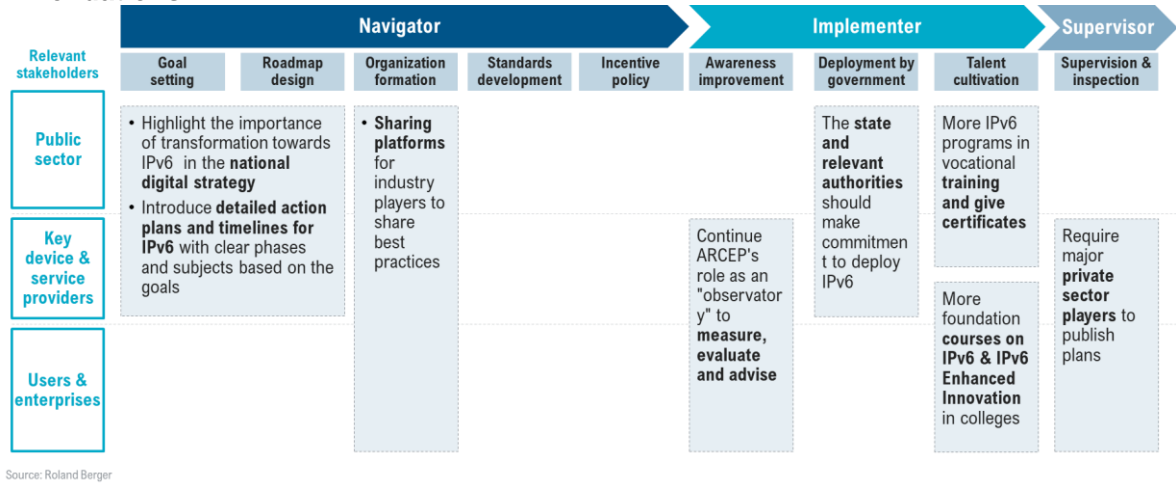 Navigator
Implementer
Supervisor
Relevant
stakeholders
Goal
setting
Roadmap
design
Organization
formation
Standards
development
Incentive
policy
Awareness
improvement
Deployment by
government
Talent
cultivation
Supervision &
inspection
Public
sector
• Highlight the importance
of transformation towards
IPv6 in the national
digital strategy
• Introduce detailed action
plans and timelines for
IPv6 with clear phases
and subjects based on the
goals
• Sharing
platforms
for
industry
players to
share
best
practices
The state
and
relevant
authorities
should
make
commitmen
t to deploy
IPv6
More IPv6
programs in
vocational
training
and give
certificates
Key
device &
service
providers
Continue
ARCEP's
role as an
"observator
y" to
measure,
evaluate
and advise
Require
major
private
sector
players to
publish
plans
More
foundation
courses on
IPv6 & IPv6
Enhanced
Innovation
in colleges
Users &
enterprises
Source: Roland Berger